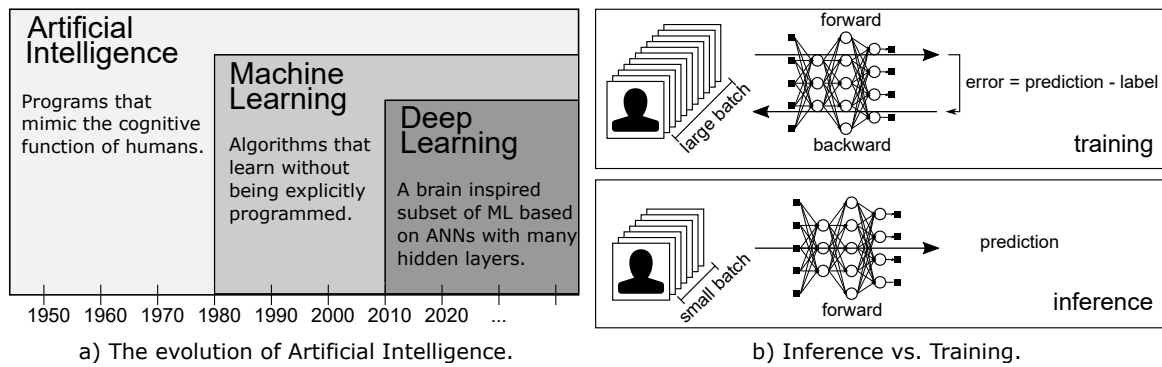 Artificial
Intelligence
Programs that
mimic the cognitive
function of humans.
Machine
Learning
Algorithms that
learn without
being explicitly
programmed.
Deep
Learning
A brain inspired
subset of ML based
on ANNs with many
hidden layers.
1950 1960 1970 1980 1990 2000 2010 2020 ...
a) The evolution of Artificial Intelligence.
large batch
forward
backward
error = prediction - label
training
small batch
forward
prediction
inference
b) Inference vs. Training.